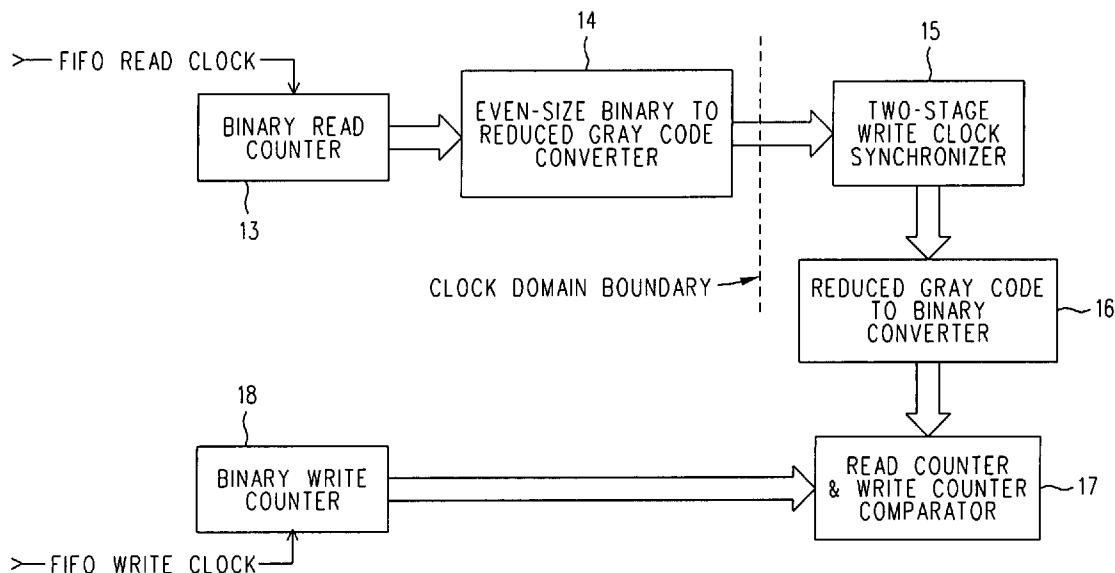 14
15
FIFO READ CLOCK
BINARY READ
COUNTER
EVEN-SIZE BINARY TO
REDUCED GRAY CODE
CONVERTER
TWO-STAGE
WRITE CLOCK
SYNCHRONIZER
13
CLOCK DOMAIN BOUNDARY
REDUCED GRAY CODE
TO BINARY
CONVERTER
16
18
BINARY WRITE
COUNTER
READ COUNTER
& WRITE COUNTER
COMPARATOR
17
FIFO WRITE CLOCK